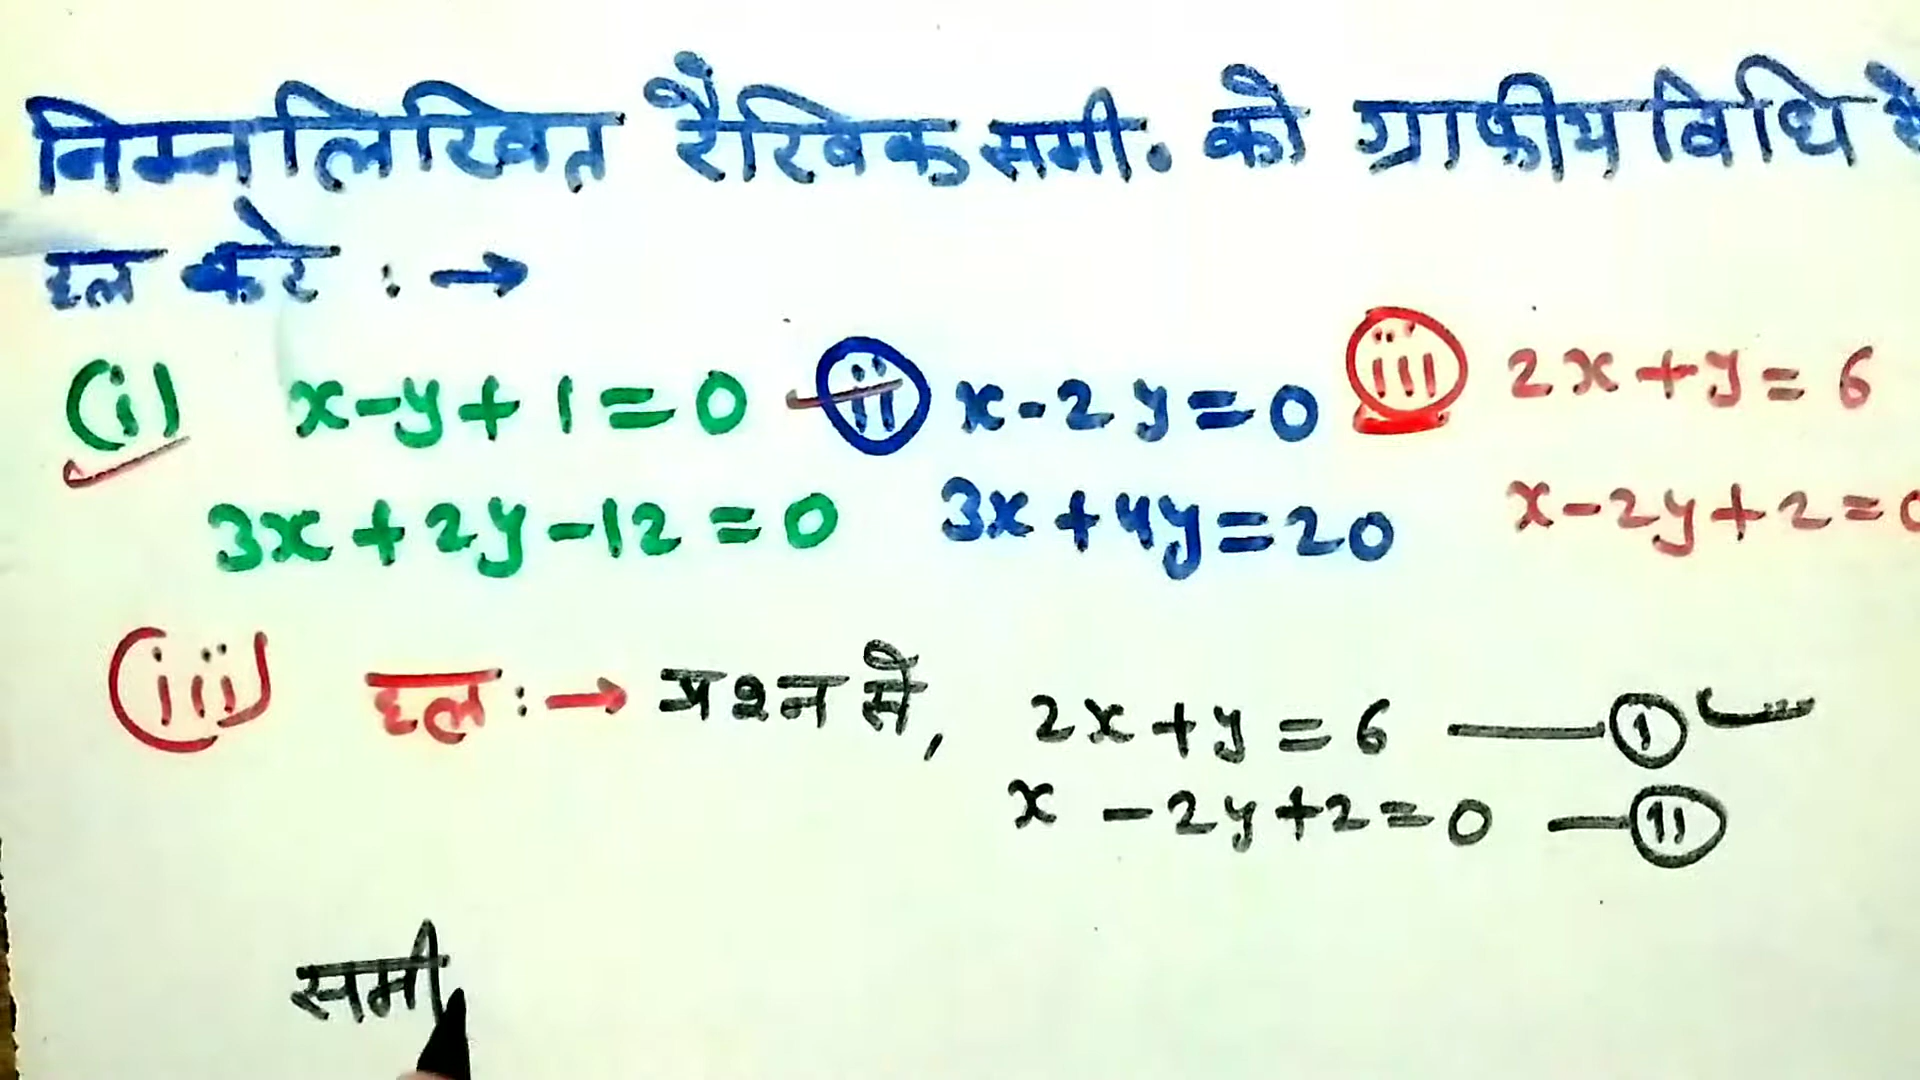 निम्नलिखित रैखिक समी. को ग्राफीय विधि
हल करे :→
(i) x-y+1=0 (ii) x-2y=0 (iii) 2x+y=6
3x+2y-12=0 3x+4y=20 x-2y+2=0
(iii) हल :→ प्रश्न से, 2x+y=6 — (i)
x -2y+2=0 — (ii)
समी